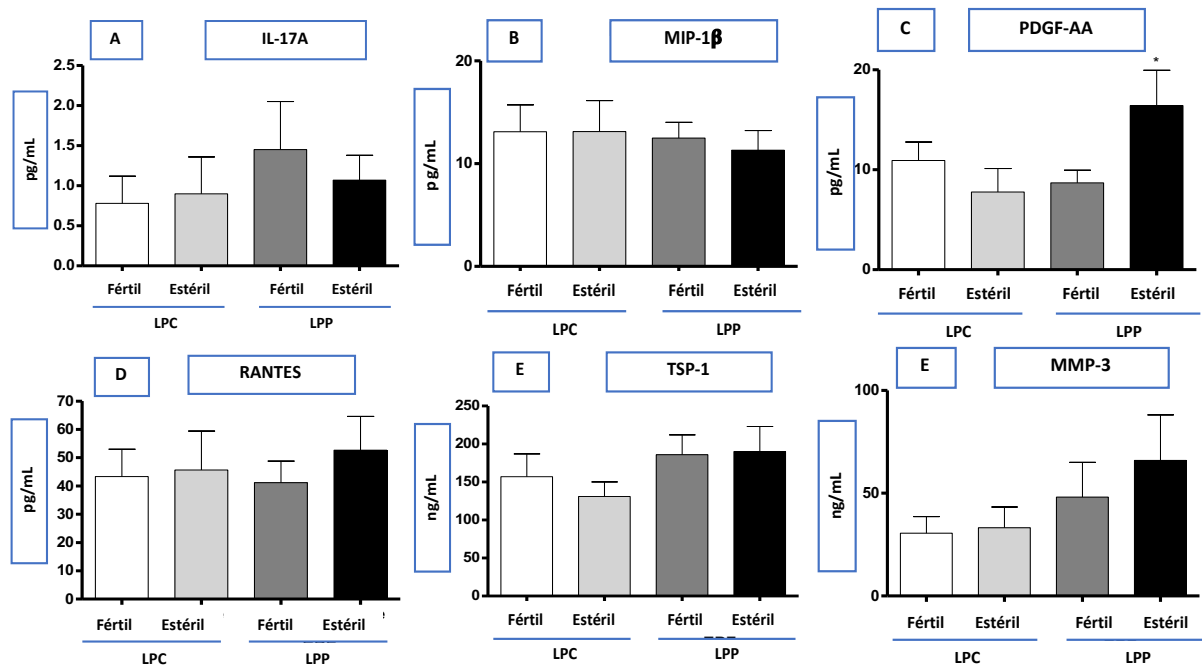 A IL-17A
pg/mL
2.5
2.0
1.5
1.0
0.5
0.0
Fértil Estéril Fértil Estéril
LPC LPP
B MIP-1β
pg/mL
20
10
0
Fértil Estéril Fértil Estéril
LPC LPP
C PDGF-AA
*
pg/mL
20
10
0
Fértil Estéril Fértil Estéril
LPC LPP
D RANTES
pg/mL
70
60
50
40
30
20
10
0
Fértil Estéril Fértil Estéril
LPC LPP
E TSP-1
ng/mL
250
200
150
100
50
0
Fértil Estéril Fértil Estéril
LPC LPP
E MMP-3
ng/mL
100
50
0
Fértil Estéril Fértil Estéril
LPC LPP